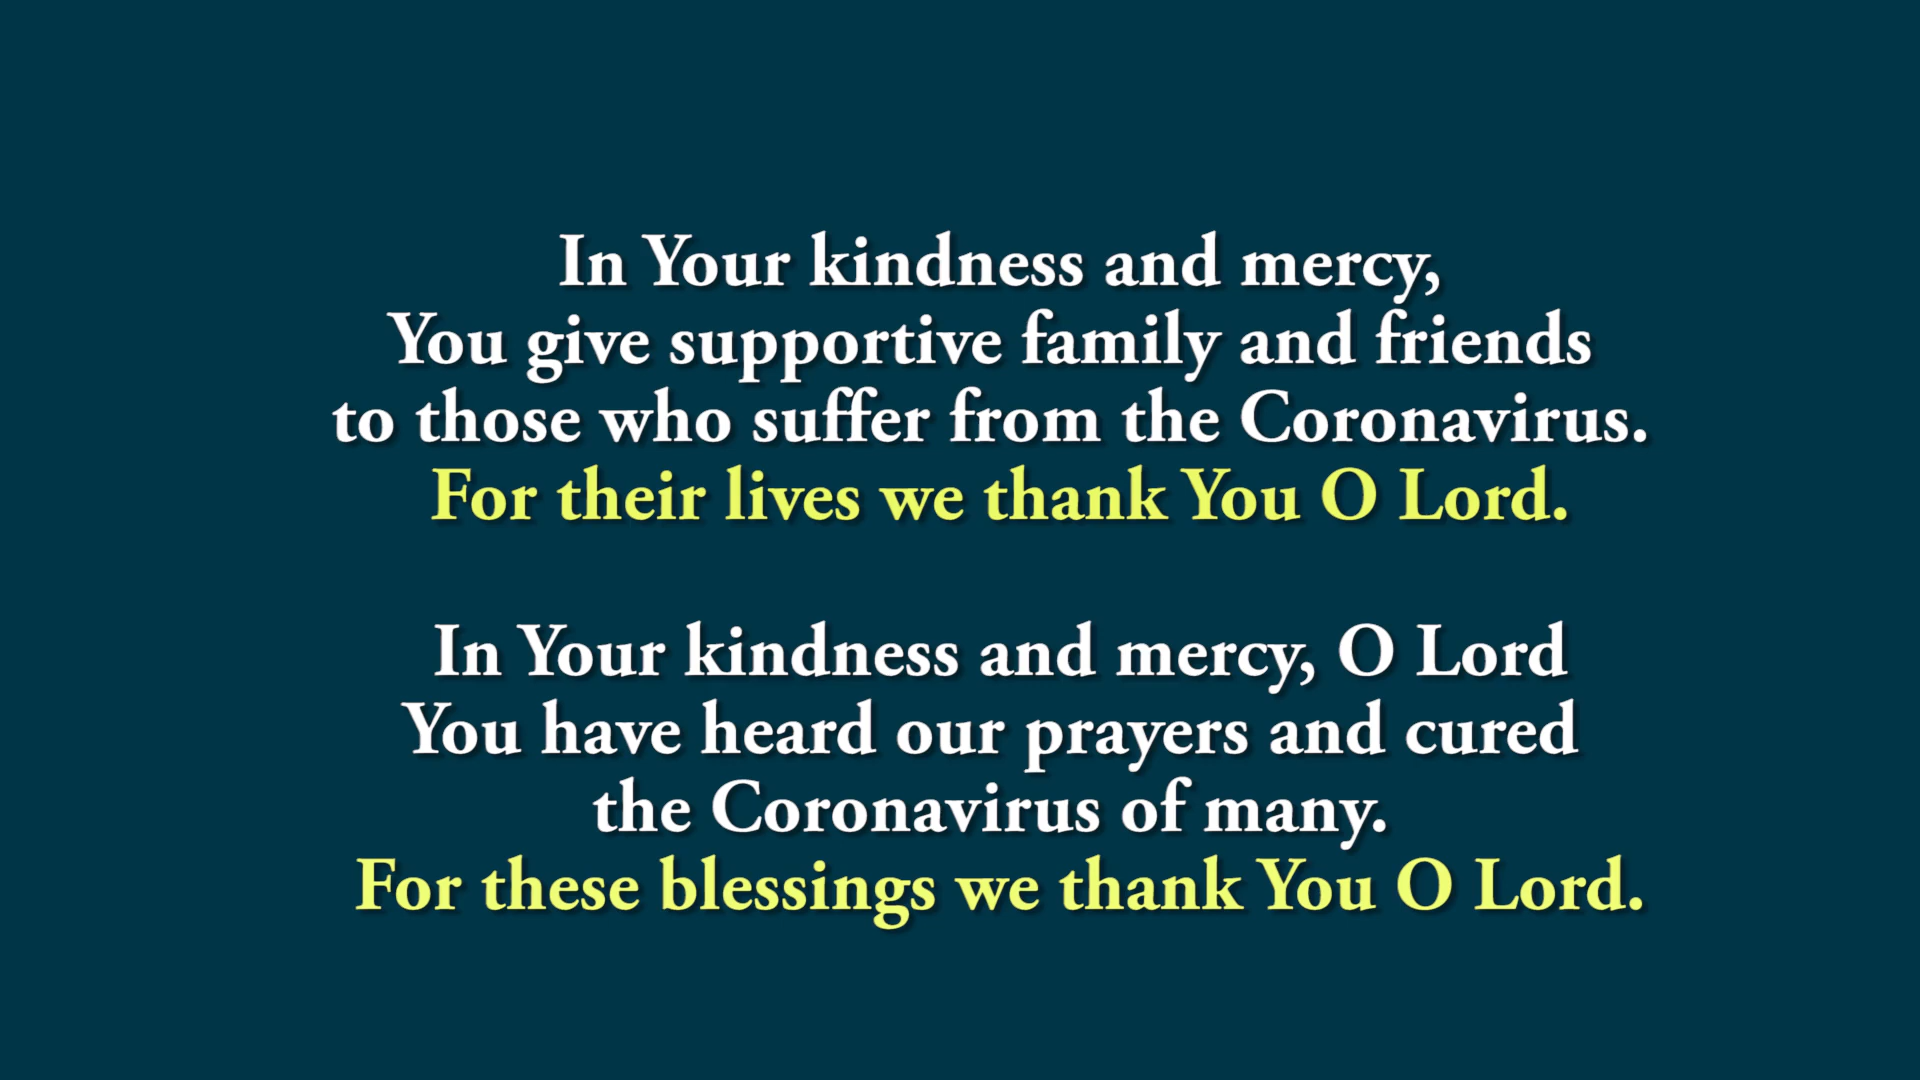 In Your kindness and mercy,
You give supportive family and friends
to those who suffer from the Coronavirus.
For their lives we thank You O Lord.
In Your kindness and mercy, O Lord
You have heard our prayers and cured
the Coronavirus of many.
For these blessings we thank You O Lord.